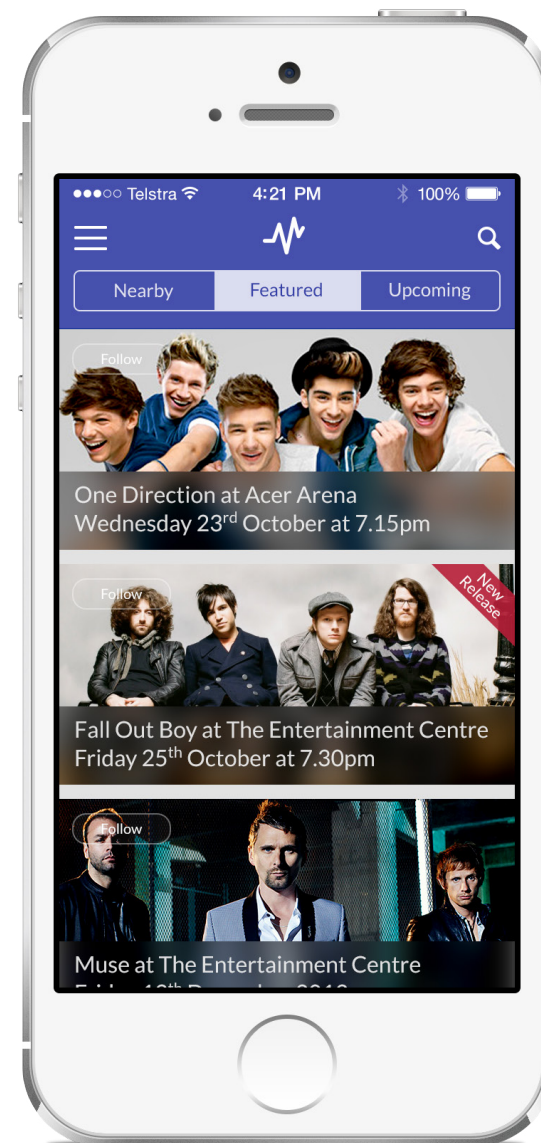 Telstra 4:21 PM 100%
Nearby Featured Upcoming
Follow
One Direction at Acer Arena
Wednesday 23rd October at 7.15pm
Follow
New
Release
Fall Out Boy at The Entertainment Centre
Friday 25th October at 7.30pm
Follow
Muse at The Entertainment Centre